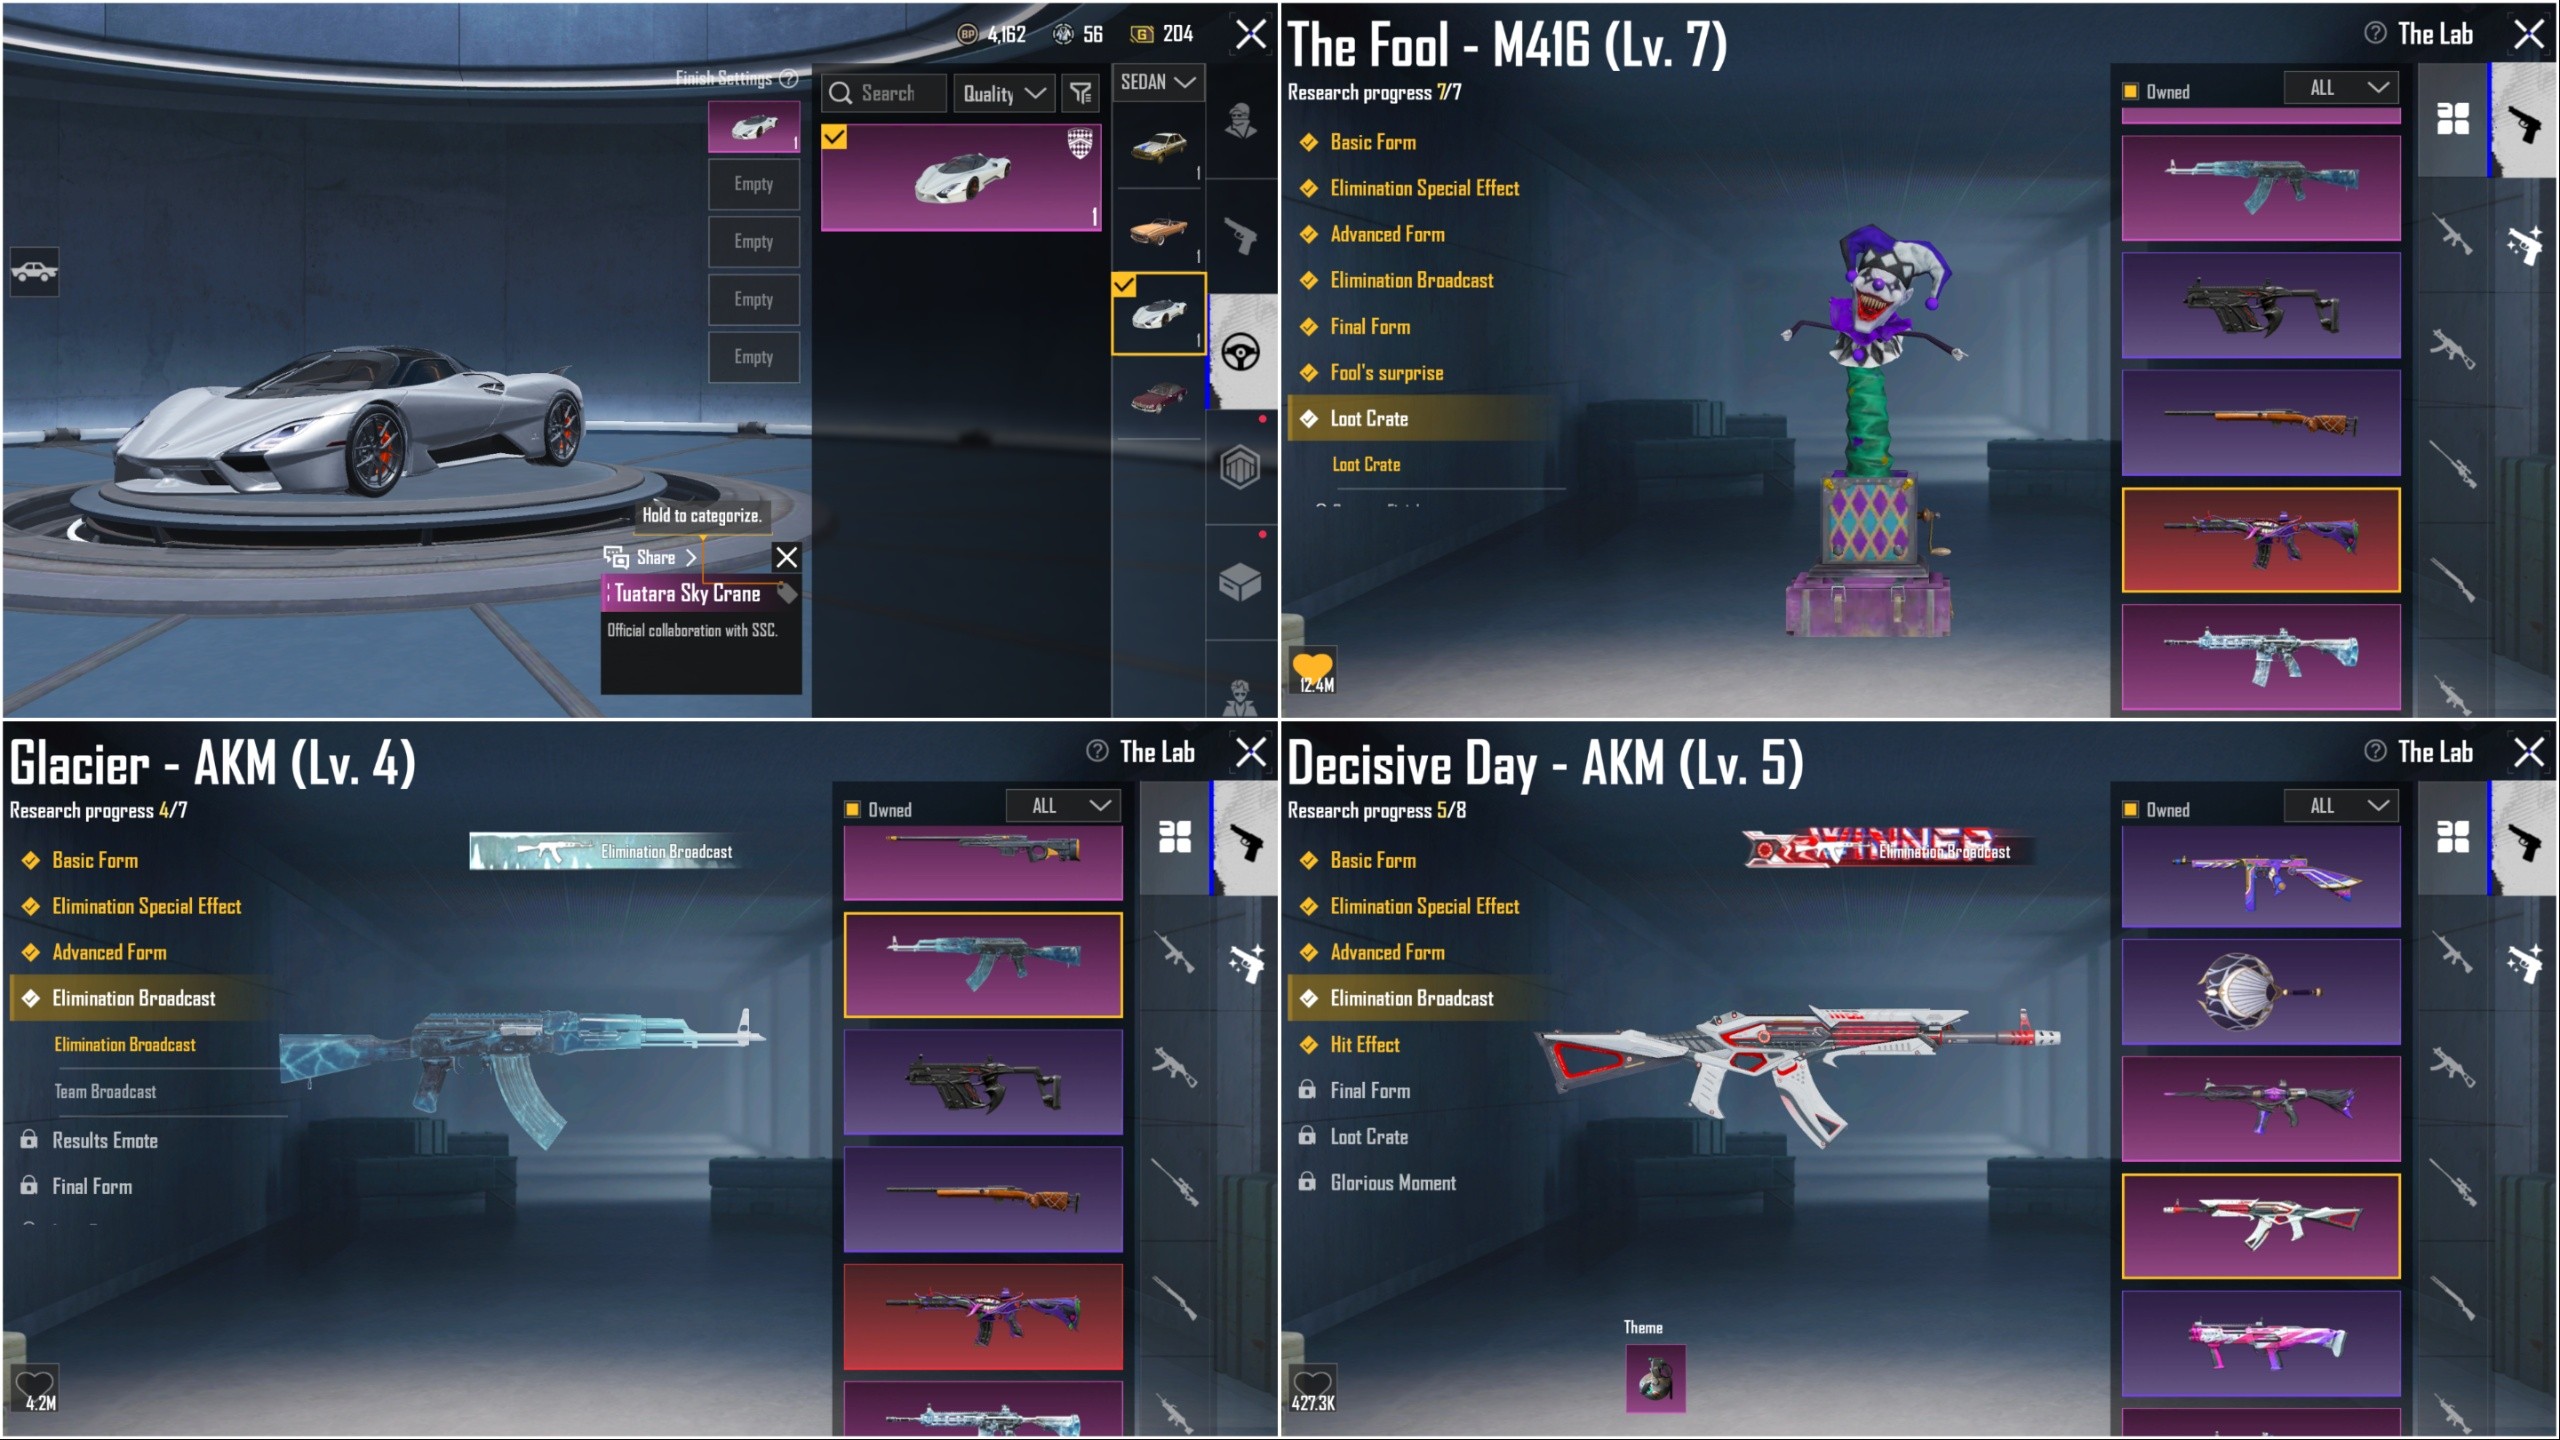 BP 4,162 56 G 204
Finish Settings ?
Search
Quality
SEDAN
1
1
Empty
Empty
Empty
Empty
1
1
1
Hold to categorize.
Share
Tuatara Sky Crane
Official collaboration with SSC.
The Fool - M416 (Lv. 7)
? The Lab
Research progress 7/7
Owned
ALL
Basic Form
Elimination Special Effect
Advanced Form
Elimination Broadcast
Final Form
Fool's surprise
Loot Crate
Loot Crate
12.4M
Glacier - AKM (Lv. 4)
? The Lab
Research progress 4/7
Owned
ALL
Elimination Broadcast
Basic Form
Elimination Special Effect
Advanced Form
Elimination Broadcast
Elimination Broadcast
Team Broadcast
Results Emote
Final Form
4.2M
Decisive Day - AKM (Lv. 5)
? The Lab
Research progress 5/8
Owned
ALL
Elimination Broadcast
Basic Form
Elimination Special Effect
Advanced Form
Elimination Broadcast
Hit Effect
Final Form
Loot Crate
Glorious Moment
Theme
427.3K